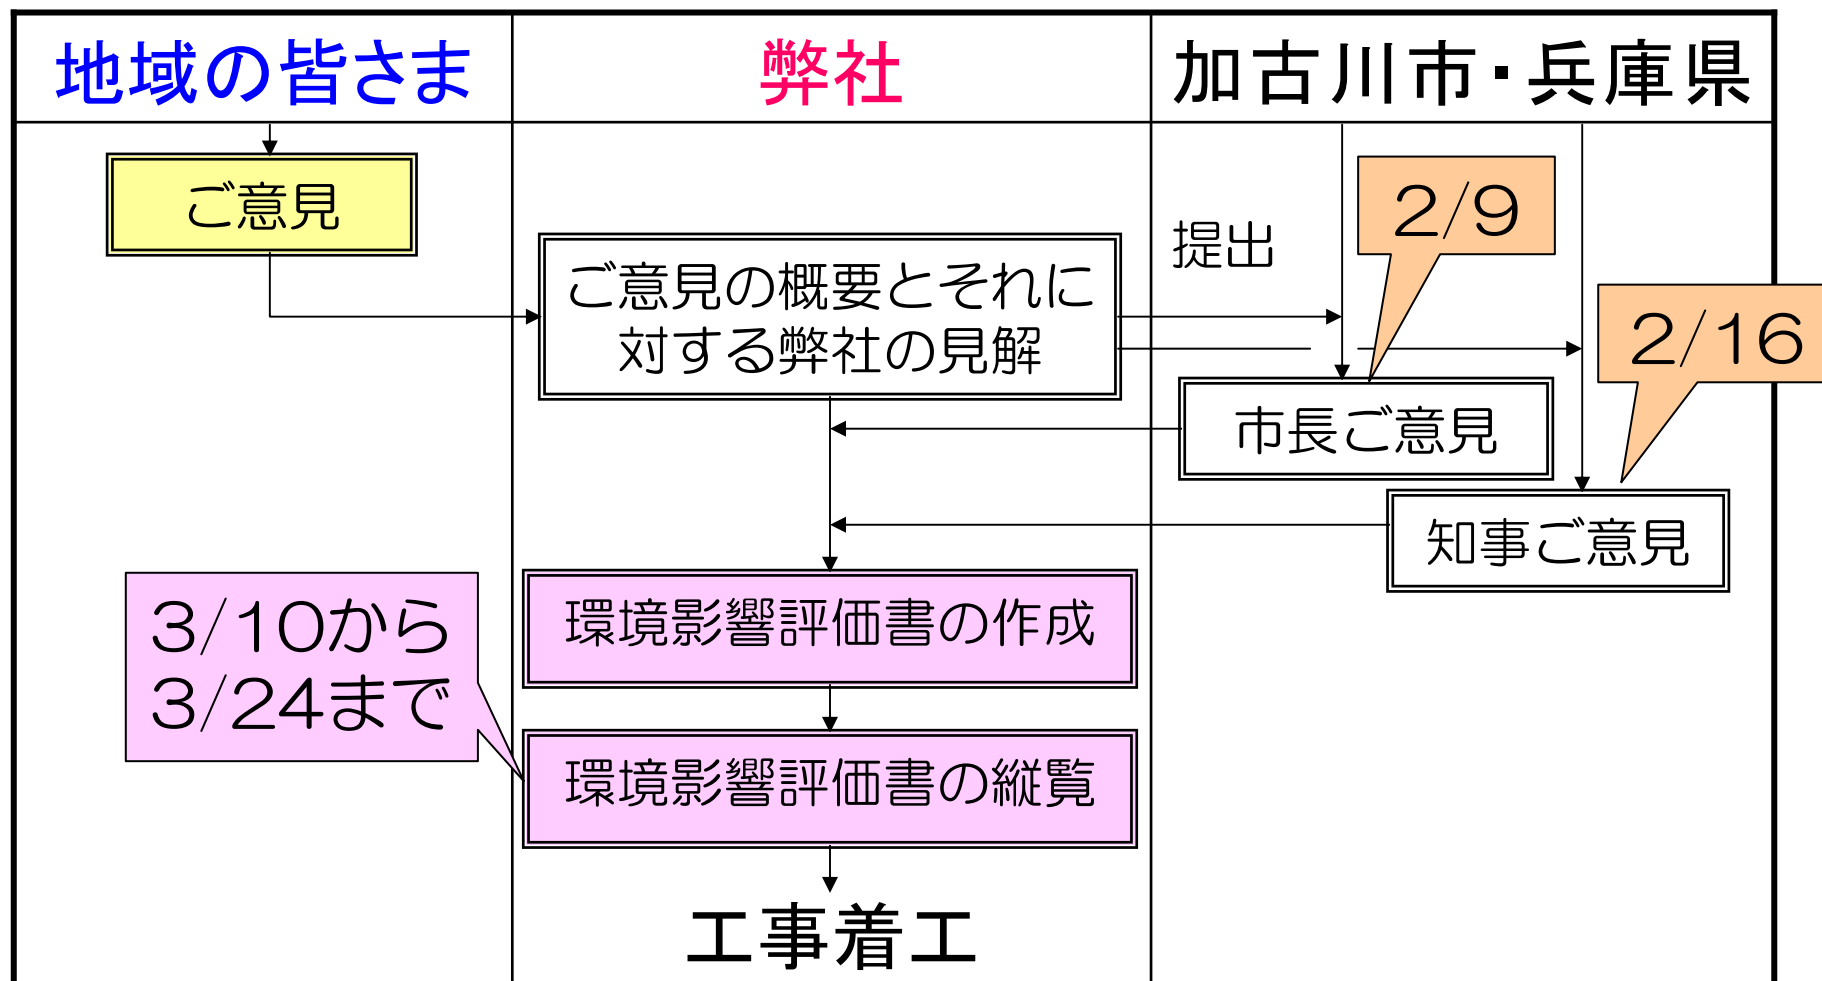 地域の皆さま
弊社
加古川市・兵庫県
ご意見
ご意見の概要とそれに
対する弊社の見解
提出
2/9
2/16
市長ご意見
知事ご意見
環境影響評価書の作成
3/10から
3/24まで
環境影響評価書の縦覧
工事着工